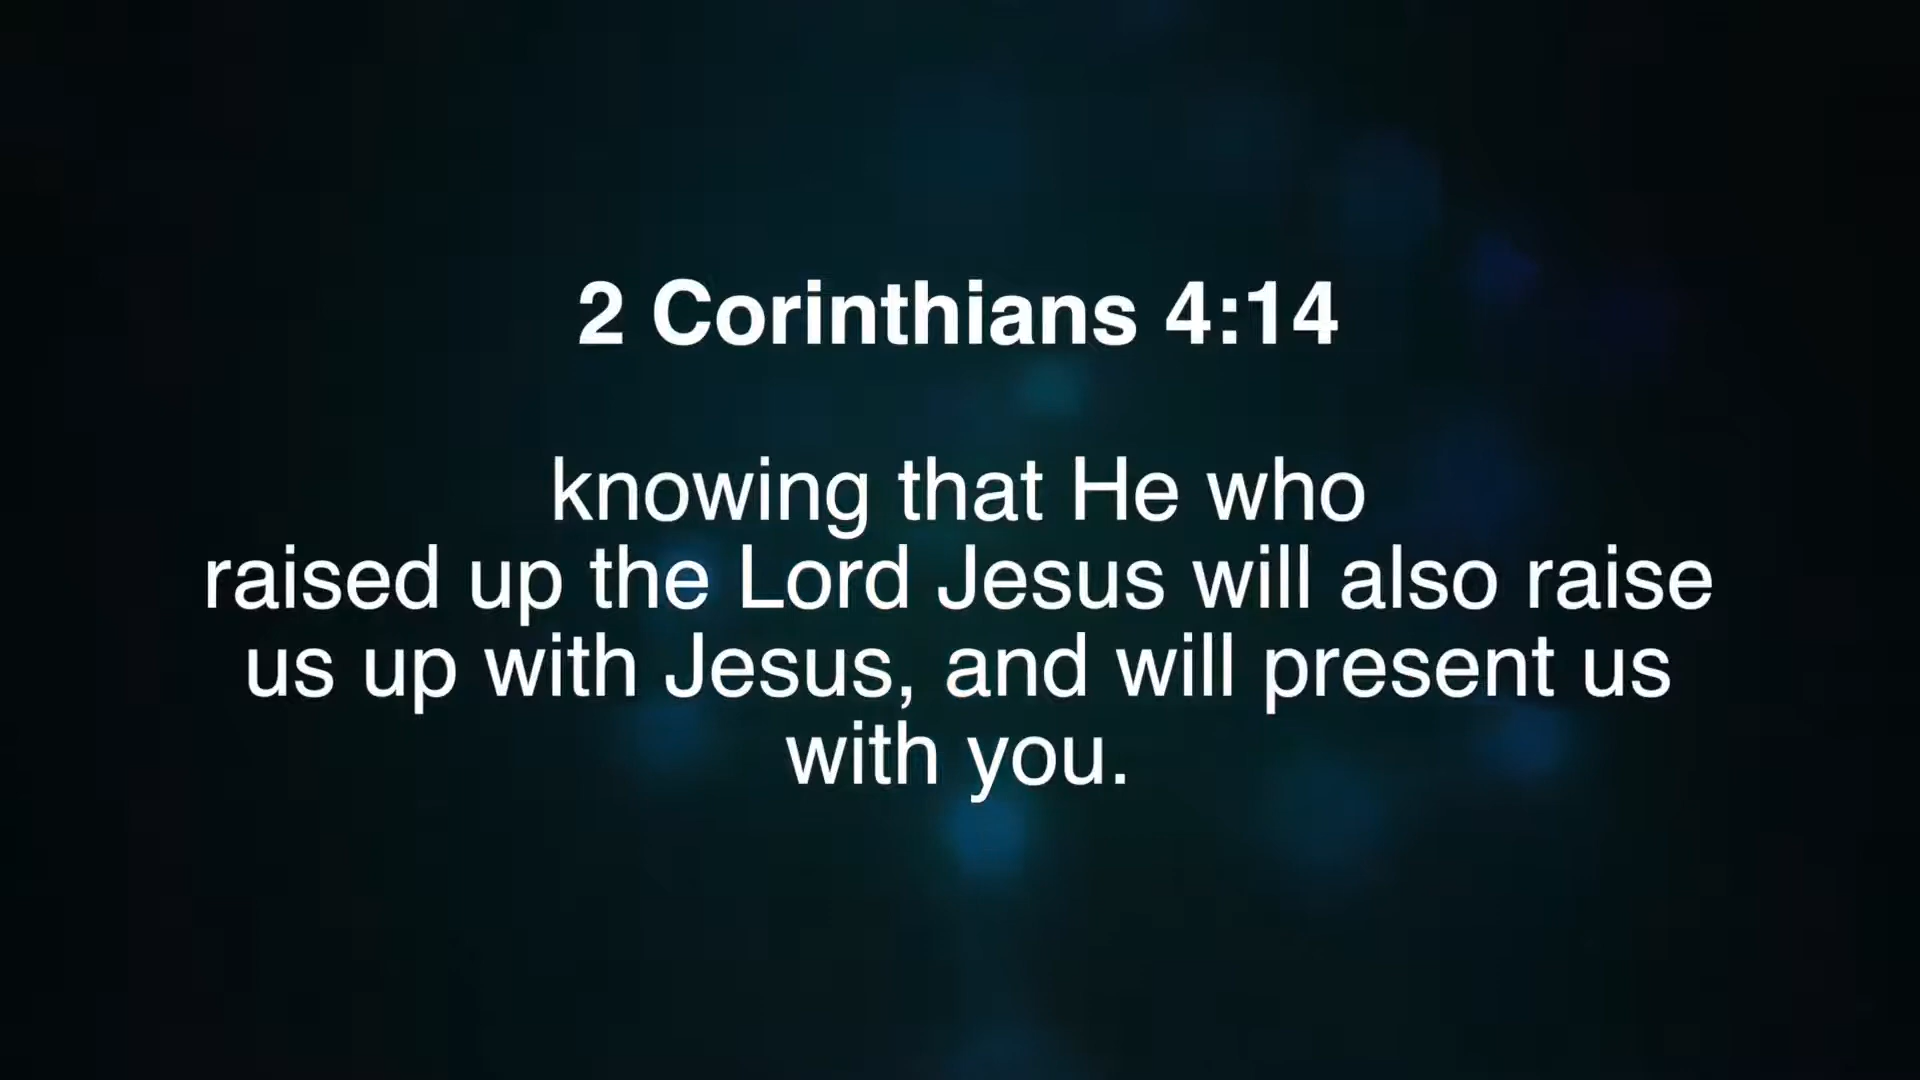 2 Corinthians 4:14
knowing that He who
raised up the Lord Jesus will also raise
us up with Jesus, and will present us
with you.